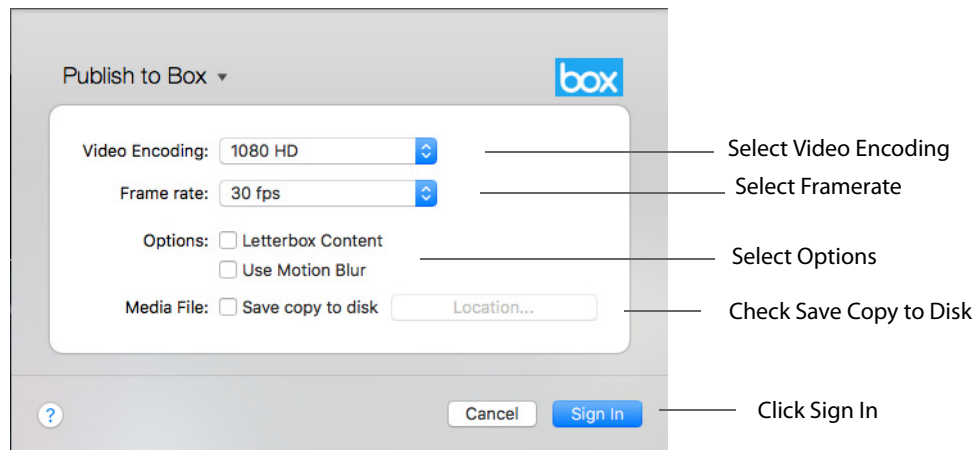 Publish to Box
box
Video Encoding: 1080 HD Select Video Encoding
Frame rate: 30 fps Select Framerate
Options: Letterbox Content
Use Motion Blur Select Options
Media File: Save copy to disk Location... Check Save Copy to Disk
? Cancel Sign In Click Sign In